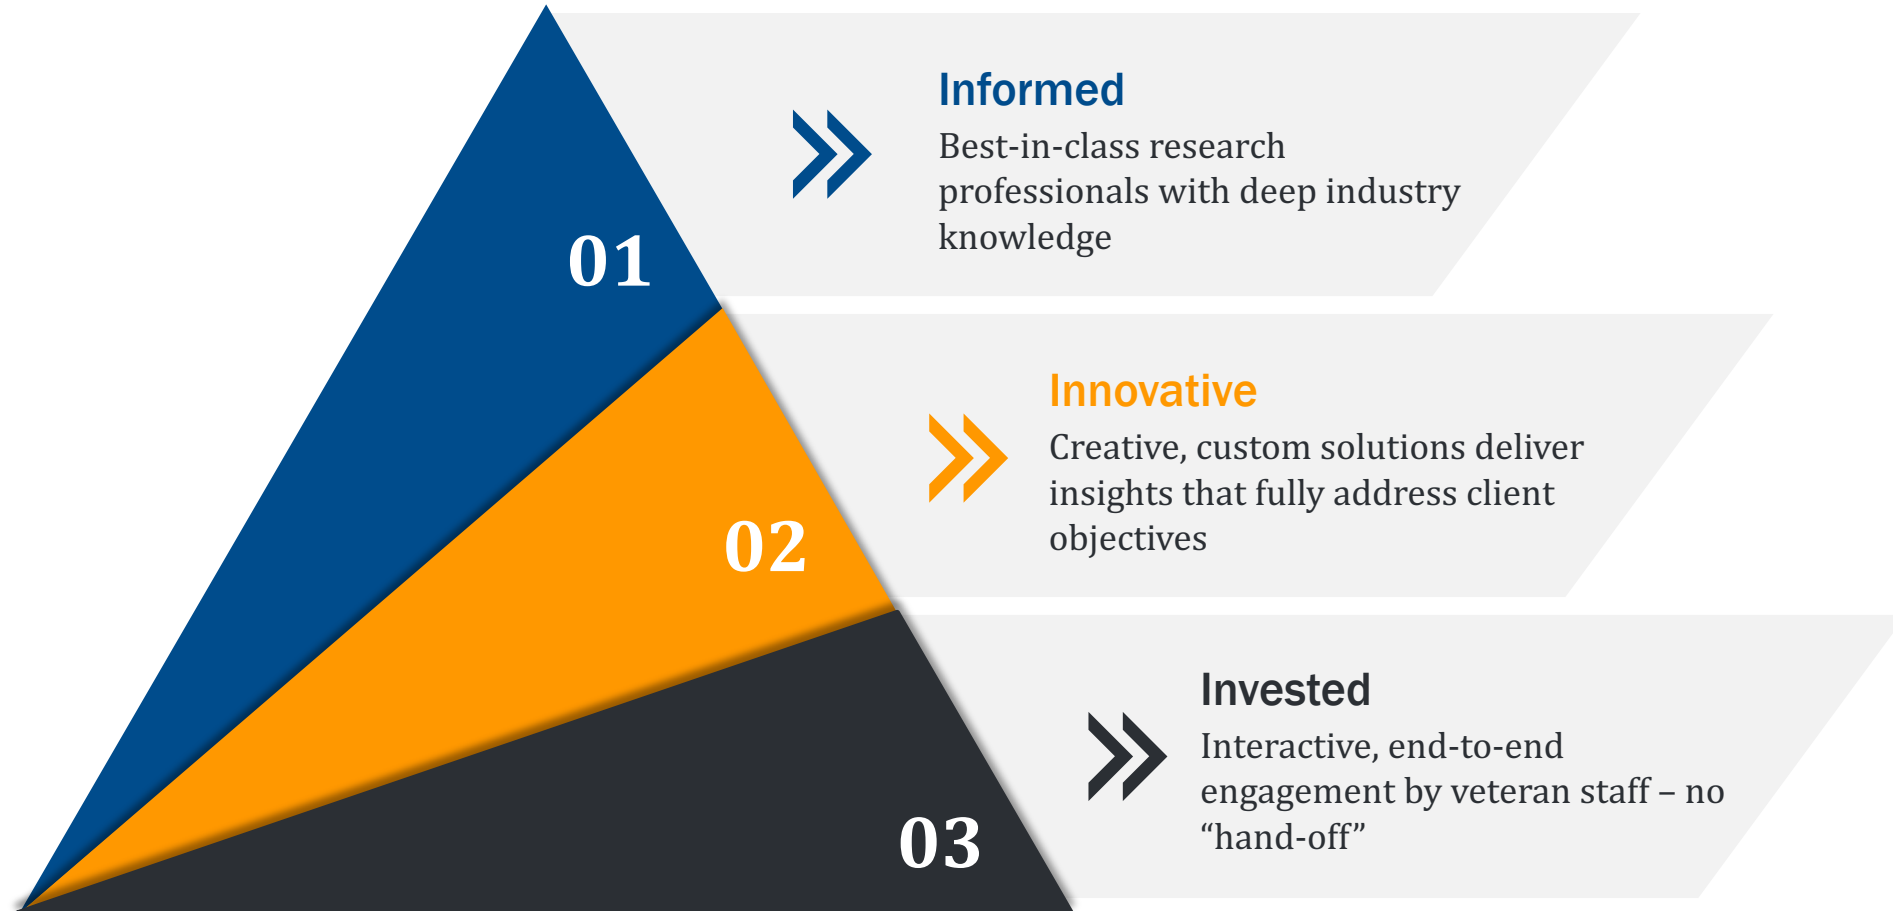 01
Informed
Best-in-class research
professionals with deep industry
knowledge
02
Innovative
Creative, custom solutions deliver
insights that fully address client
objectives
03
Invested
Interactive, end-to-end
engagement by veteran staff – no
“hand-off”